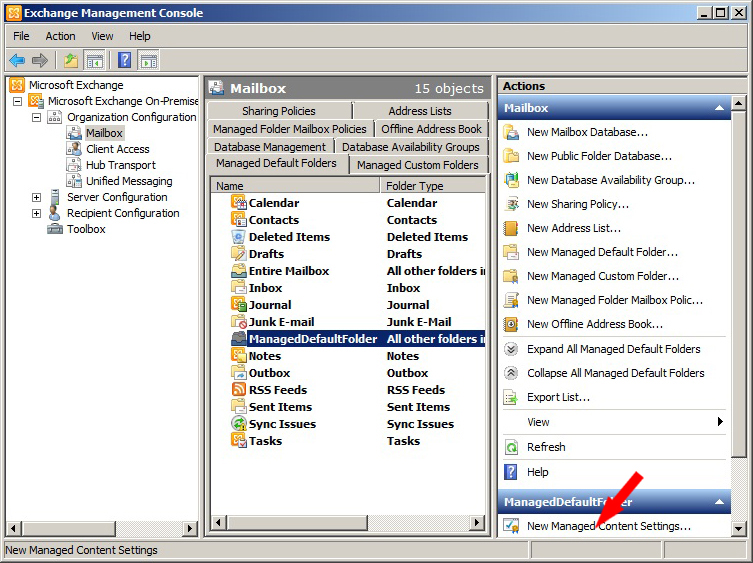 Exchange Management Console
File Action View Help
Microsoft Exchange
Microsoft Exchange On-Premise
Organization Configuration
Mailbox
Client Access
Hub Transport
Unified Messaging
Server Configuration
Recipient Configuration
Toolbox
Mailbox 15 objects
Sharing Policies Address Lists
Managed Folder Mailbox Policies Offline Address Book
Database Management Database Availability Groups
Managed Default Folders Managed Custom Folders
Name Folder Type
Calendar Calendar
Contacts Contacts
Deleted Items Deleted Items
Drafts Drafts
Entire Mailbox All other folders in
Inbox Inbox
Journal Journal
Junk E-mail Junk E-Mail
ManagedDefaultFolder All other folders in
Notes Notes
Outbox Outbox
RSS Feeds RSS Feeds
Sent Items Sent Items
Sync Issues Sync Issues
Tasks Tasks
Actions
Mailbox
New Mailbox Database...
New Public Folder Database...
New Database Availability Group...
New Sharing Policy...
New Address List...
New Managed Default Folder...
New Managed Custom Folder...
New Managed Folder Mailbox Polic...
New Offline Address Book...
Expand All Managed Default Folders
Collapse All Managed Default Folders
Export List...
View
Refresh
Help
ManagedDefaultFolder
New Managed Content Settings...
New Managed Content Settings